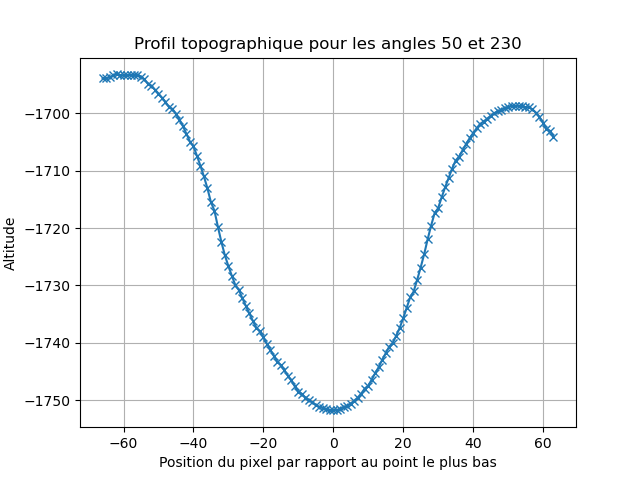 Profil topographique pour les angles 50 et 230
Altitude
−1700
−1710
−1720
−1730
−1740
−1750
−60 −40 −20 0 20 40 60
Position du pixel par rapport au point le plus bas